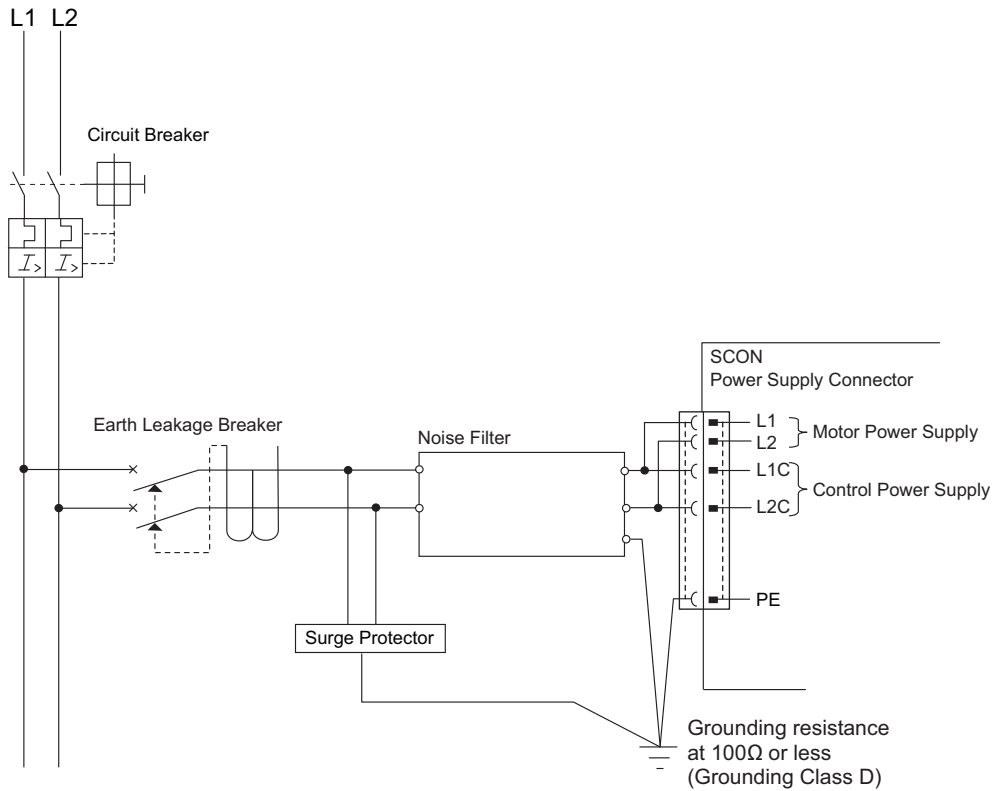 L1 L2
Circuit Breaker
I>
I>
SCON
Power Supply Connector
Earth Leakage Breaker
Noise Filter
L1
L2
Motor Power Supply
L1C
L2C
Control Power Supply
PE
Surge Protector
Grounding resistance
at 100Ω or less
(Grounding Class D)